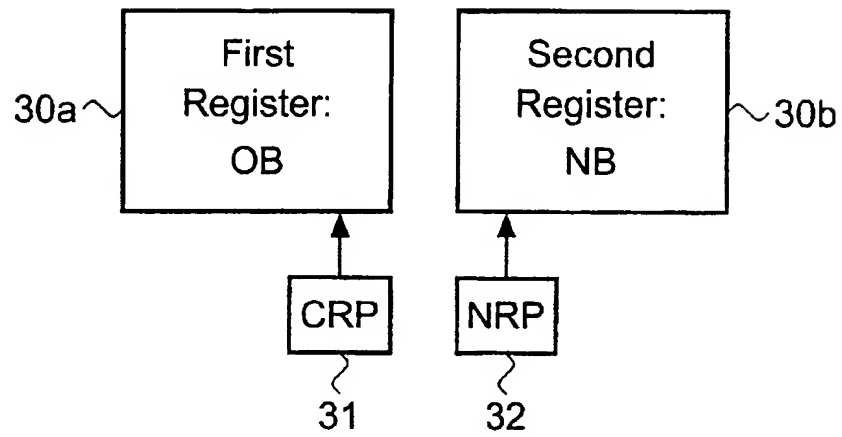 First
Register:
OB
30a
Second
Register:
NB
30b
CRP
NRP
31
32